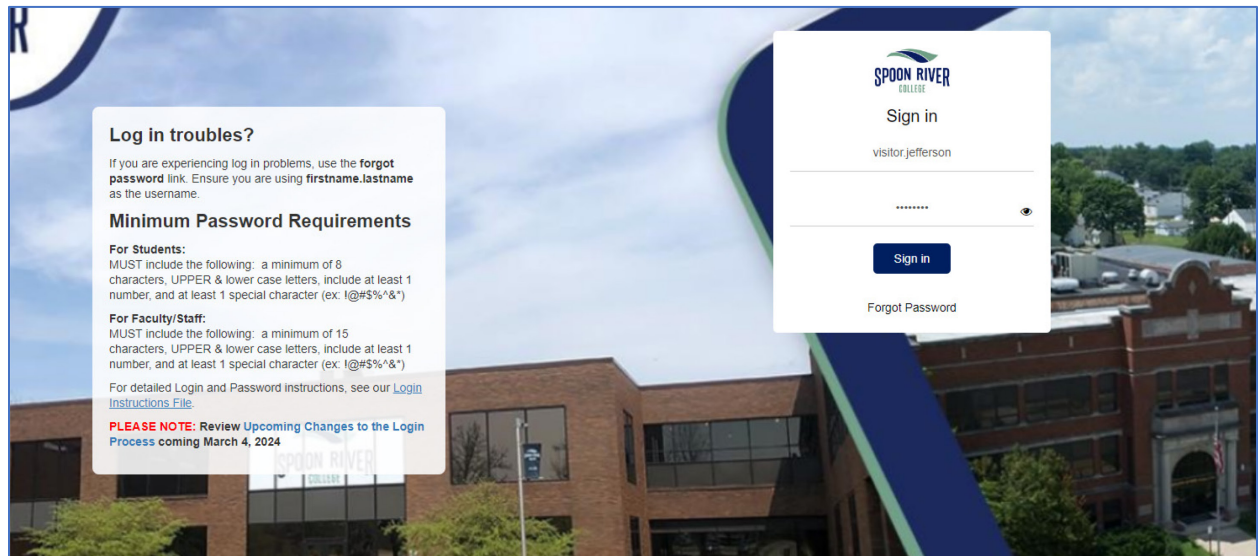 Log in troubles?
If you are experiencing log in problems, use the forgot
password link. Ensure you are using firstname.lastname
as the username.
Minimum Password Requirements
For Students:
MUST include the following:  a minimum of 8
characters, UPPER & lower case letters, include at least 1
number, and at least 1 special character (ex: !@#$%^&*)
For Faculty/Staff:
MUST include the following:  a minimum of 15
characters, UPPER & lower case letters, include at least 1
number, and at least 1 special character (ex: !@#$%^&*)
For detailed Login and Password instructions, see our Login
Instructions File.
PLEASE NOTE: Review Upcoming Changes to the Login
Process coming March 4, 2024
SPOON RIVER
COLLEGE
SPOON RIVER
COLLEGE
Sign in
visitor.jefferson
••••••••
Sign in
Forgot Password